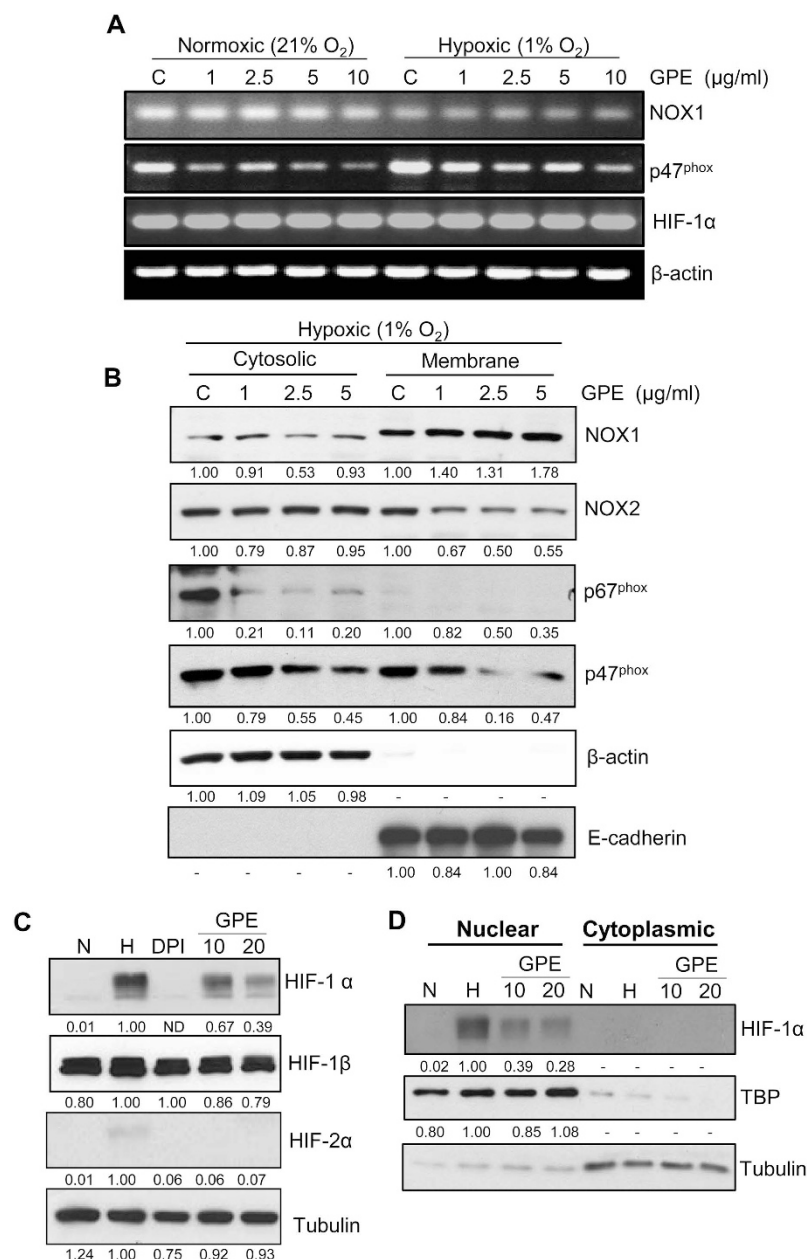 A
Normoxic (21% O₂) Hypoxic (1% O₂)
C 1 2.5 5 10 C 1 2.5 5 10 GPE (μg/ml)
NOX1
p47ᵖʰᵒˣ
HIF-1α
β-actin
Hypoxic (1% O₂)
B Cytosolic Membrane
C 1 2.5 5 C 1 2.5 5 GPE (μg/ml)
NOX1
1.00 0.91 0.53 0.93 1.00 1.40 1.31 1.78
NOX2
1.00 0.79 0.87 0.95 1.00 0.67 0.50 0.55
p67ᵖʰᵒˣ
1.00 0.21 0.11 0.20 1.00 0.82 0.50 0.35
p47ᵖʰᵒˣ
1.00 0.79 0.55 0.45 1.00 0.84 0.16 0.47
β-actin
1.00 1.09 1.05 0.98 - - - -
E-cadherin
- - - - 1.00 0.84 1.00 0.84
C
GPE
N H DPI 10 20
HIF-1 α
0.01 1.00 ND 0.67 0.39
HIF-1β
0.80 1.00 1.00 0.86 0.79
HIF-2α
0.01 1.00 0.06 0.06 0.07
Tubulin
1.24 1.00 0.75 0.92 0.93
D
Nuclear Cytoplasmic
GPE GPE
N H 10 20 N H 10 20
HIF-1α
0.02 1.00 0.39 0.28 - - - -
TBP
0.80 1.00 0.85 1.08 - - - -
Tubulin